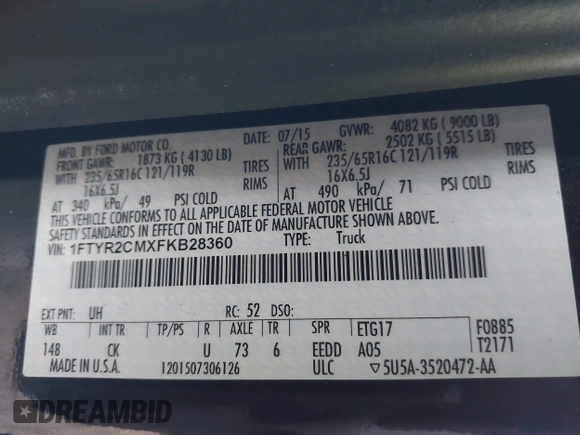 MFD. BY FORD MOTOR CO.
DATE: 07/15 GVWR: 4082 KG ( 9000 LB)
FRONT GAWR: 1873 KG ( 4130 LB) REAR GAWR: 2502 KG ( 5515 LB)
WITH 235/65R16C 121/119R TIRES WITH 235/65R16C 121/119R TIRES
16X6.5J RIMS 16X6.5J RIMS
AT 340 kPa/ 49 PSI COLD AT 490 kPa/ 71 PSI COLD
THIS VEHICLE CONFORMS TO ALL APPLICABLE FEDERAL MOTOR VEHICLE
SAFETY STANDARDS IN EFFECT ON THE DATE OF MANUFACTURE SHOWN ABOVE.
VIN: 1FTYR2CMXFKB28360 TYPE: Truck
EXT PNT: UH RC: 52 DSO:
WB INT TR TP/PS R AXLE TR SPR ETG17 F0885
148 CK U 73 6 EEDD A05 T2171
MADE IN U.S.A. 1201507306126 ULC ▽5U5A-3520472-AA
DREAMBID